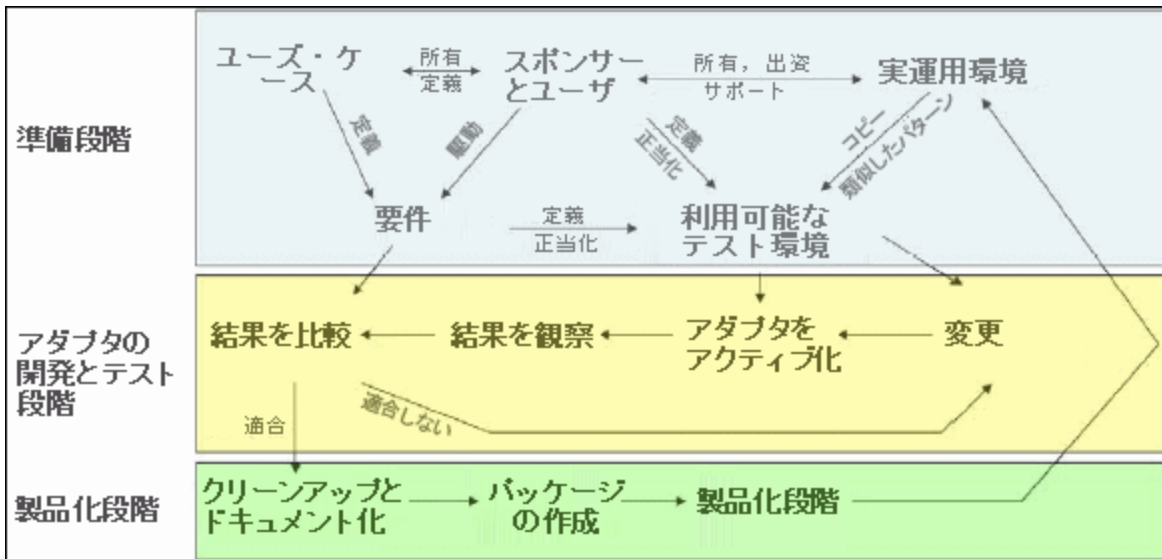 準備段階
ユーズ・ケ
ース
所有
定義
スポンサー
とユーザ
所有，出資
サポート
実運用環境
定義
駆動
定義
正当化
コピー
類似したパターン
要件
定義
正当化
利用可能な
テスト環境
アダプタの
開発とテスト
段階
結果を比較
結果を観察
アダプタを
アクティブ化
変更
適合
適合しない
製品化段階
クリーンアップと
ドキュメント化
パッケージ
の作成
製品化段階